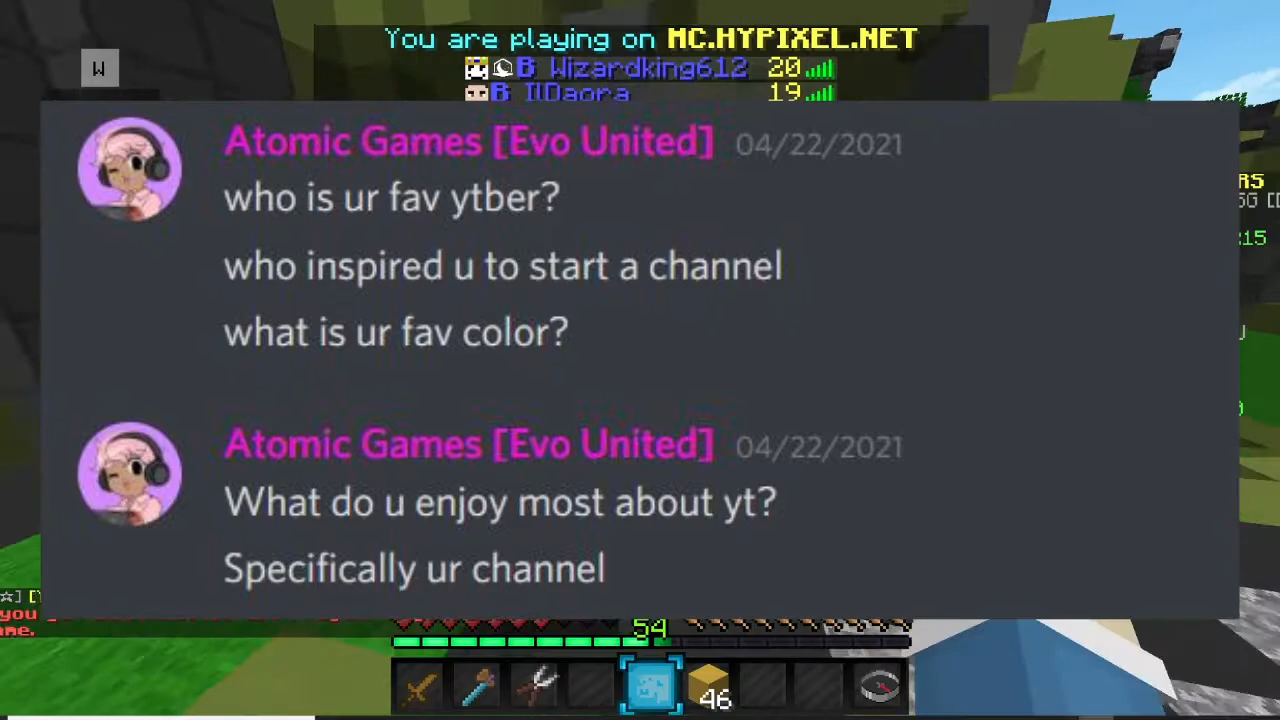 You are playing on MC.HYPIXEL.NET
W
B Wizardking612 20
B IlDaora 19
Atomic Games [Evo United] 04/22/2021
who is ur fav ytber?
who inspired u to start a channel
what is ur fav color?
Atomic Games [Evo United] 04/22/2021
What do u enjoy most about yt?
Specifically ur channel
you
54
46